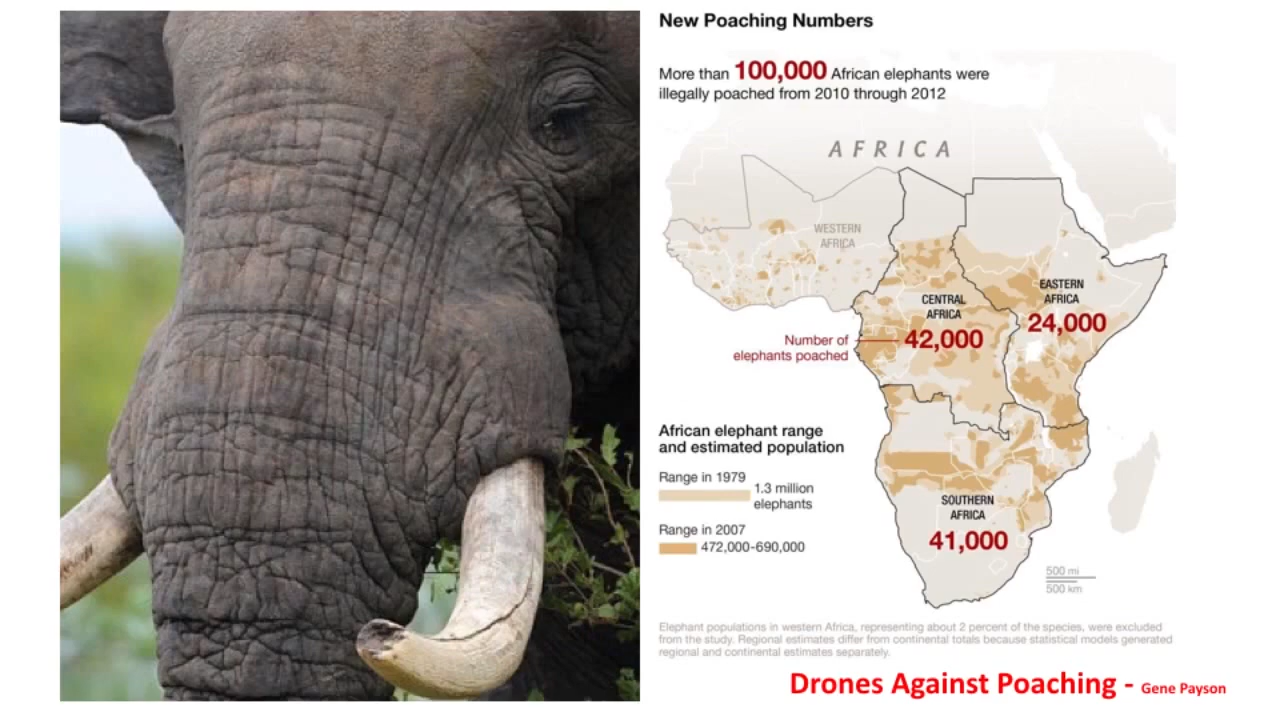 New Poaching Numbers
More than 100,000 African elephants were
illegally poached from 2010 through 2012
AFRICA
WESTERN
AFRICA
CENTRAL
AFRICA
42,000
EASTERN
AFRICA
24,000
Number of
elephants poached
African elephant range
and estimated population
Range in 1979
1.3 million
elephants
Range in 2007
472,000-690,000
SOUTHERN
AFRICA
41,000
500 mi
500 km
Elephant populations in western Africa, representing about 2 percent of the species, were excluded
from the study. Regional estimates differ from continental totals because statistical models generated
regional and continental estimates separately.
Drones Against Poaching - Gene Payson